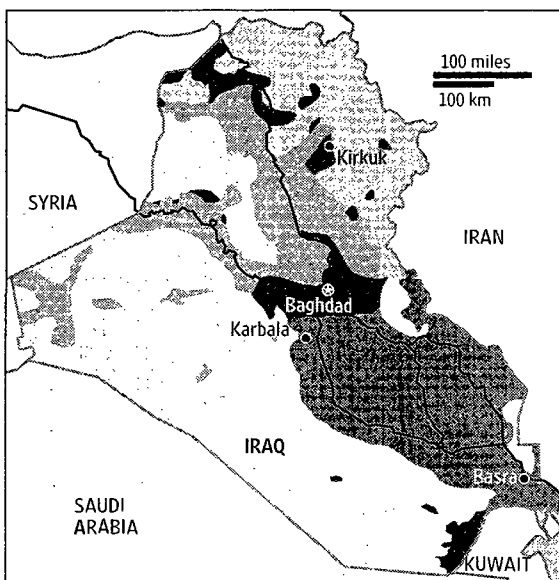 100 miles
100 km
Kirkuk
SYRIA
IRAN
Baghdad
Karbala
IRAQ
Basra
SAUDI
ARABIA
KUWAIT